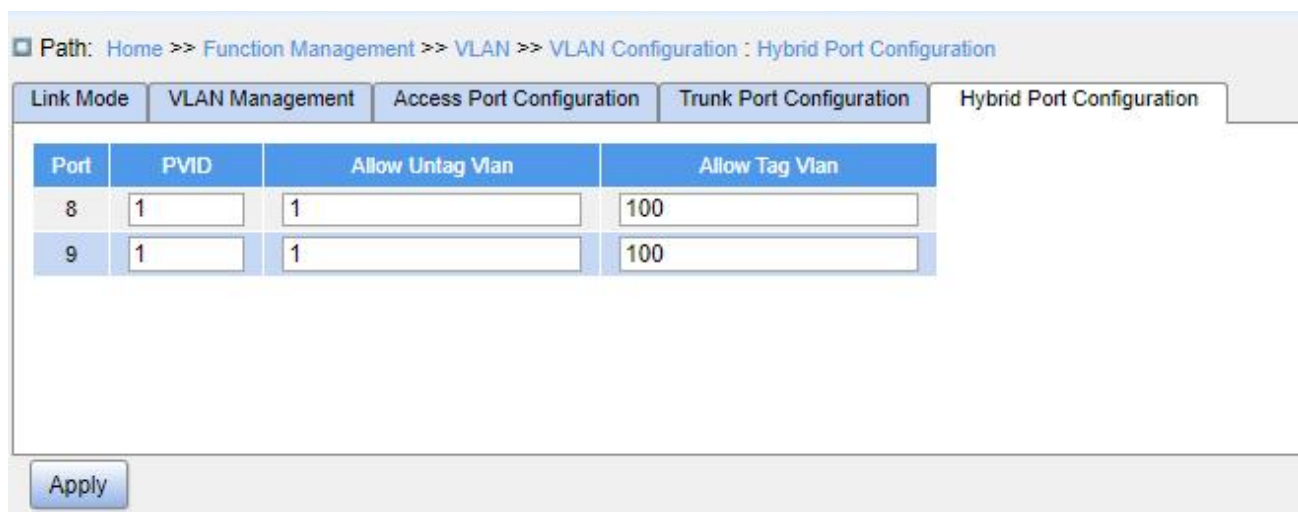 Path: Home >> Function Management >> VLAN >> VLAN Configuration : Hybrid Port Configuration
Link Mode VLAN Management Access Port Configuration Trunk Port Configuration Hybrid Port Configuration
Port PVID Allow Untag Vlan Allow Tag Vlan
8 1 1 100
9 1 1 100
Apply